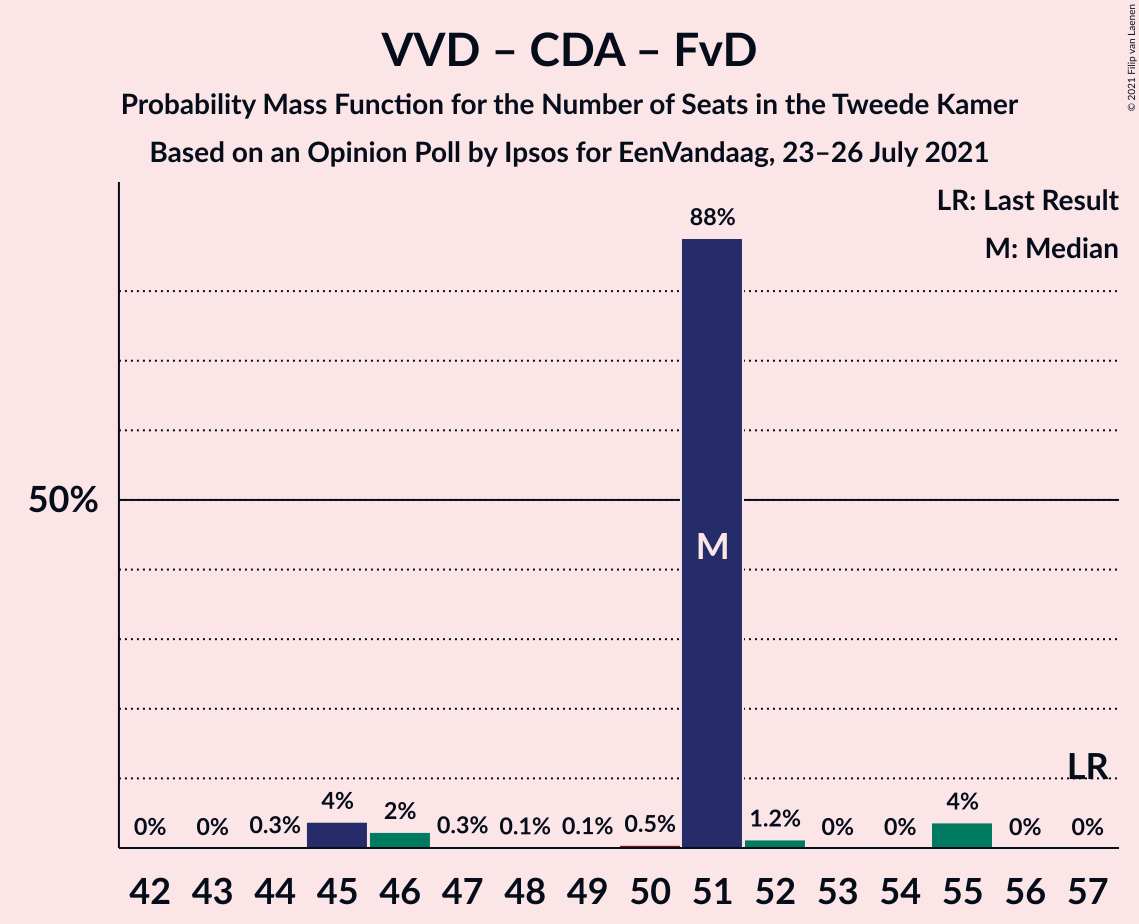 VVD – CDA – FvD
Probability Mass Function for the Number of Seats in the Tweede Kamer
Based on an Opinion Poll by Ipsos for EenVandaag, 23–26 July 2021
© 2021 Filip van Laenen
LR: Last Result
M: Median
88%
50%
M
LR
0% 0% 0.3% 4% 2% 0.3% 0.1% 0.1% 0.5% 1.2% 0% 0% 4% 0% 0%
42 43 44 45 46 47 48 49 50 51 52 53 54 55 56 57